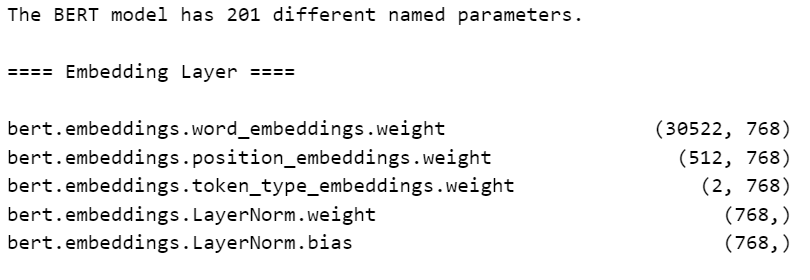 The BERT model has 201 different named parameters.
==== Embedding Layer ====
bert.embeddings.word_embeddings.weight (30522, 768)
bert.embeddings.position_embeddings.weight (512, 768)
bert.embeddings.token_type_embeddings.weight (2, 768)
bert.embeddings.LayerNorm.weight (768,)
bert.embeddings.LayerNorm.bias (768,)